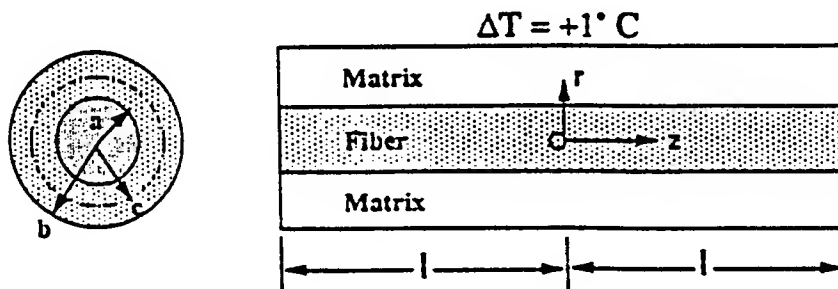 ΔT = +1° C
Matrix
r
a
Fiber
z
c
b
Matrix
l
l